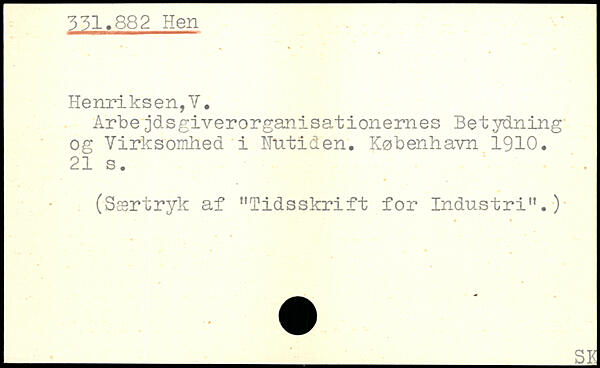 331.882 Hen
Henriksen,V.
Arbejdsgiverorganisationernes Betydning
og Virksomhed i Nutiden. København 1910.
21 s.
(Særtryk af "Tidsskrift for Industri".)
SK